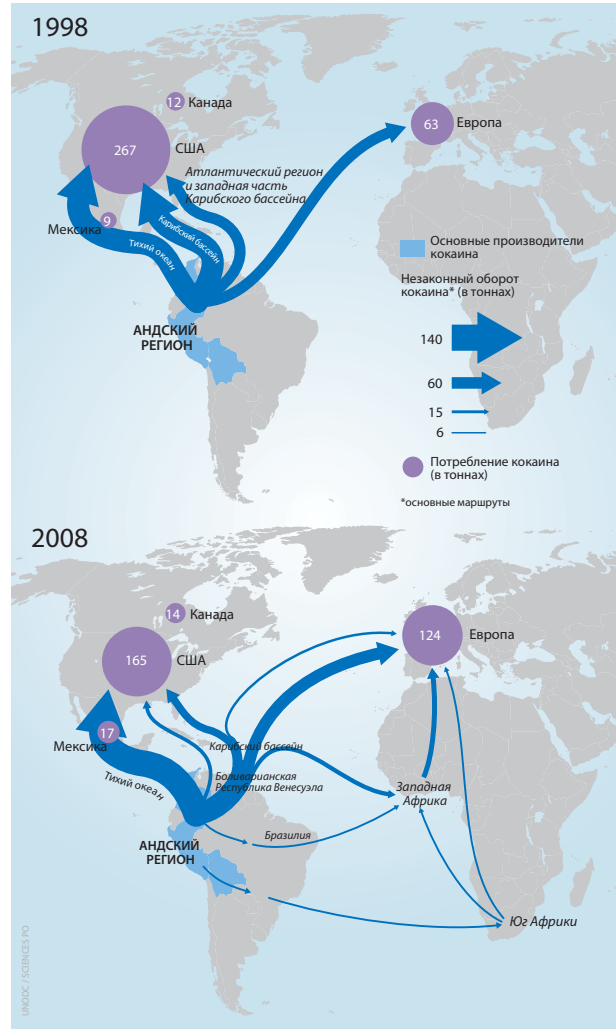 1998
12 Канада
США
267
63
Европа
Атлантический регион
и западная часть
Карибского бассейна
9
Мексика
Карибский бассейн
Тихий океан
Основные производители
кокаина
Незаконный оборот
кокаина* (в тоннах)
АНДСКИЙ
РЕГИОН
140
60
15
6
Потребление кокаина
(в тоннах)
*основные маршруты
2008
14 Канада
124
Европа
165
США
17
Мексика
Карибский бассейн
Тихий океан
Боливарианская
Республика Венесуэла
Западная
Африка
Бразилия
АНДСКИЙ
РЕГИОН
Юг Африки
UNODC / SCIENCES PO